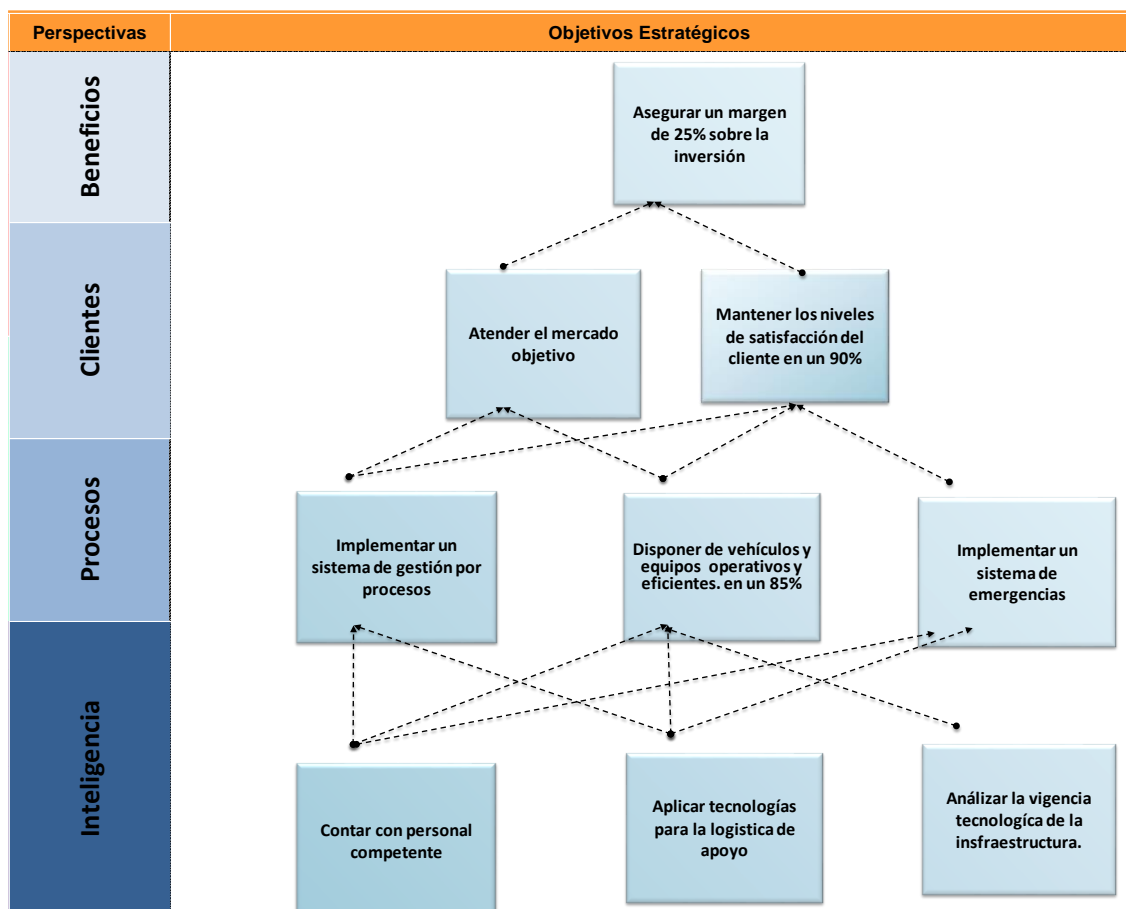 Perspectivas
Objetivos Estratégicos
Beneficios
Asegurar un margen
de 25% sobre la
inversión
Clientes
Atender el mercado
objetivo
Mantener los niveles
de satisfacción del
cliente en un 90%
Procesos
Implementar un
sistema de gestión por
procesos
Disponer de vehículos y
equipos operativos y
eficientes. en un 85%
Implementar un
sistema de
emergencias
Inteligencia
Contar con personal
competente
Aplicar tecnologías
para la logistica de
apoyo
Análizar la vigencia
tecnologíca de la
insfraestructura.